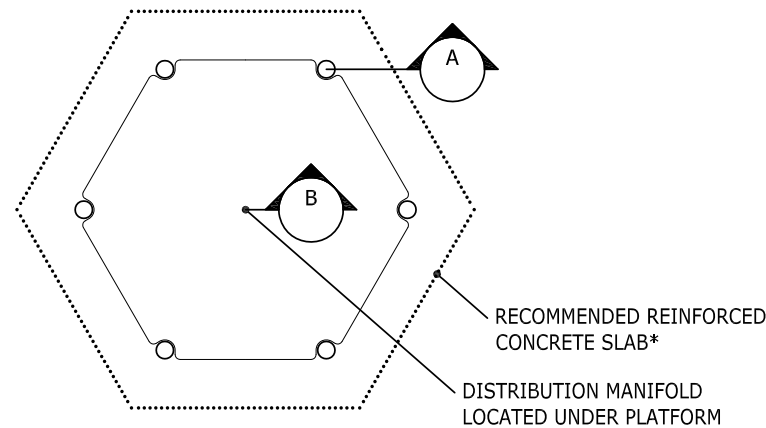 A
B
RECOMMENDED REINFORCED
CONCRETE SLAB*
DISTRIBUTION MANIFOLD
LOCATED UNDER PLATFORM